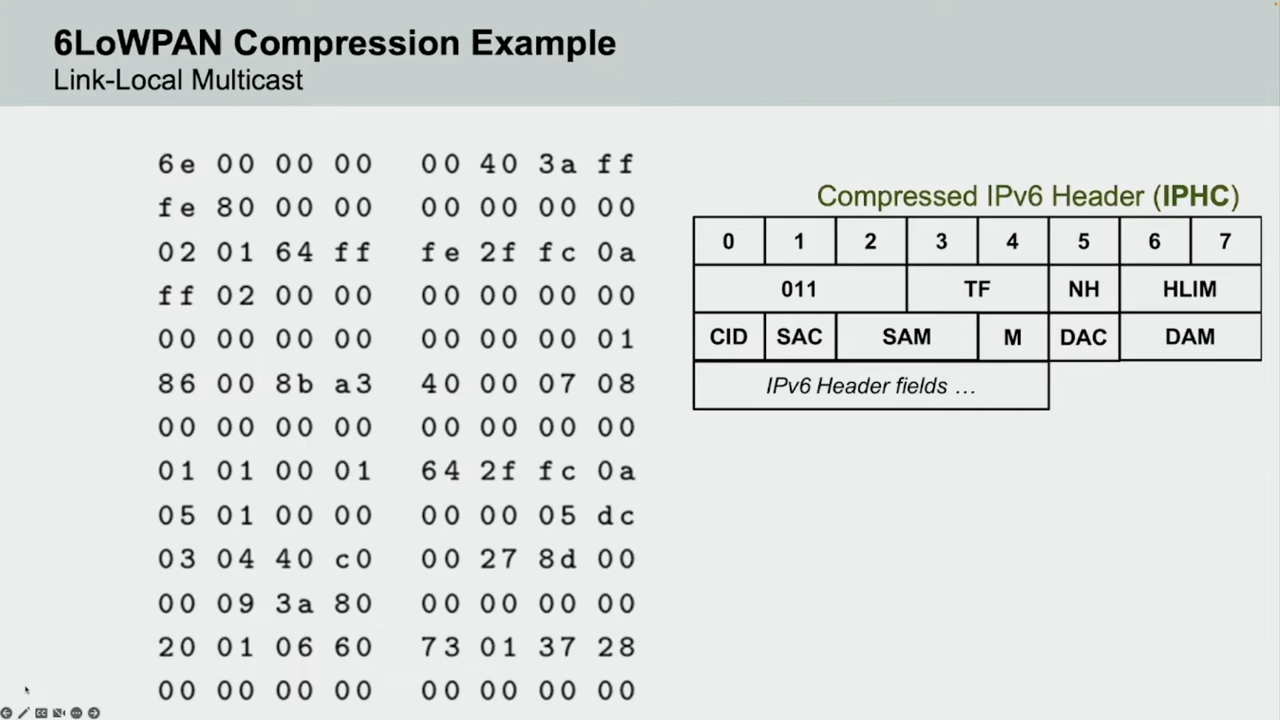 6LoWPAN Compression Example
Link-Local Multicast
6e 00 00 00 00 40 3a ff
fe 80 00 00 00 00 00 00
02 01 64 ff fe 2f fc 0a
ff 02 00 00 00 00 00 00
00 00 00 00 00 00 00 01
86 00 8b a3 40 00 07 08
00 00 00 00 00 00 00 00
01 01 00 01 64 2f fc 0a
05 01 00 00 00 00 05 dc
03 04 40 c0 00 27 8d 00
00 09 3a 80 00 00 00 00
20 01 06 60 73 01 37 28
00 00 00 00 00 00 00 00
Compressed IPv6 Header (IPHC)
0 1 2 3 4 5 6 7
011 TF NH HLIM
CID SAC SAM M DAC DAM
IPv6 Header fields …